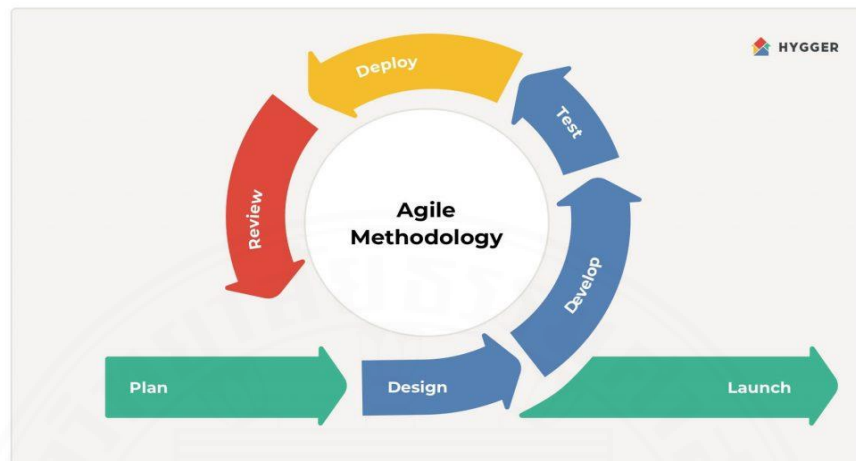 HYGGER
Deploy
Test
Review
Agile
Methodology
Develop
Plan
Design
Launch